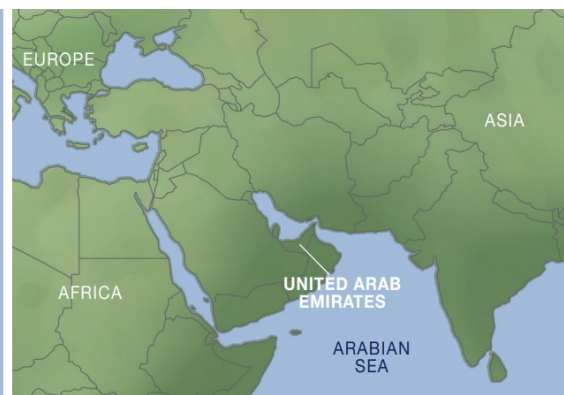 EUROPE
ASIA
UNITED ARAB
EMIRATES
AFRICA
ARABIAN
SEA